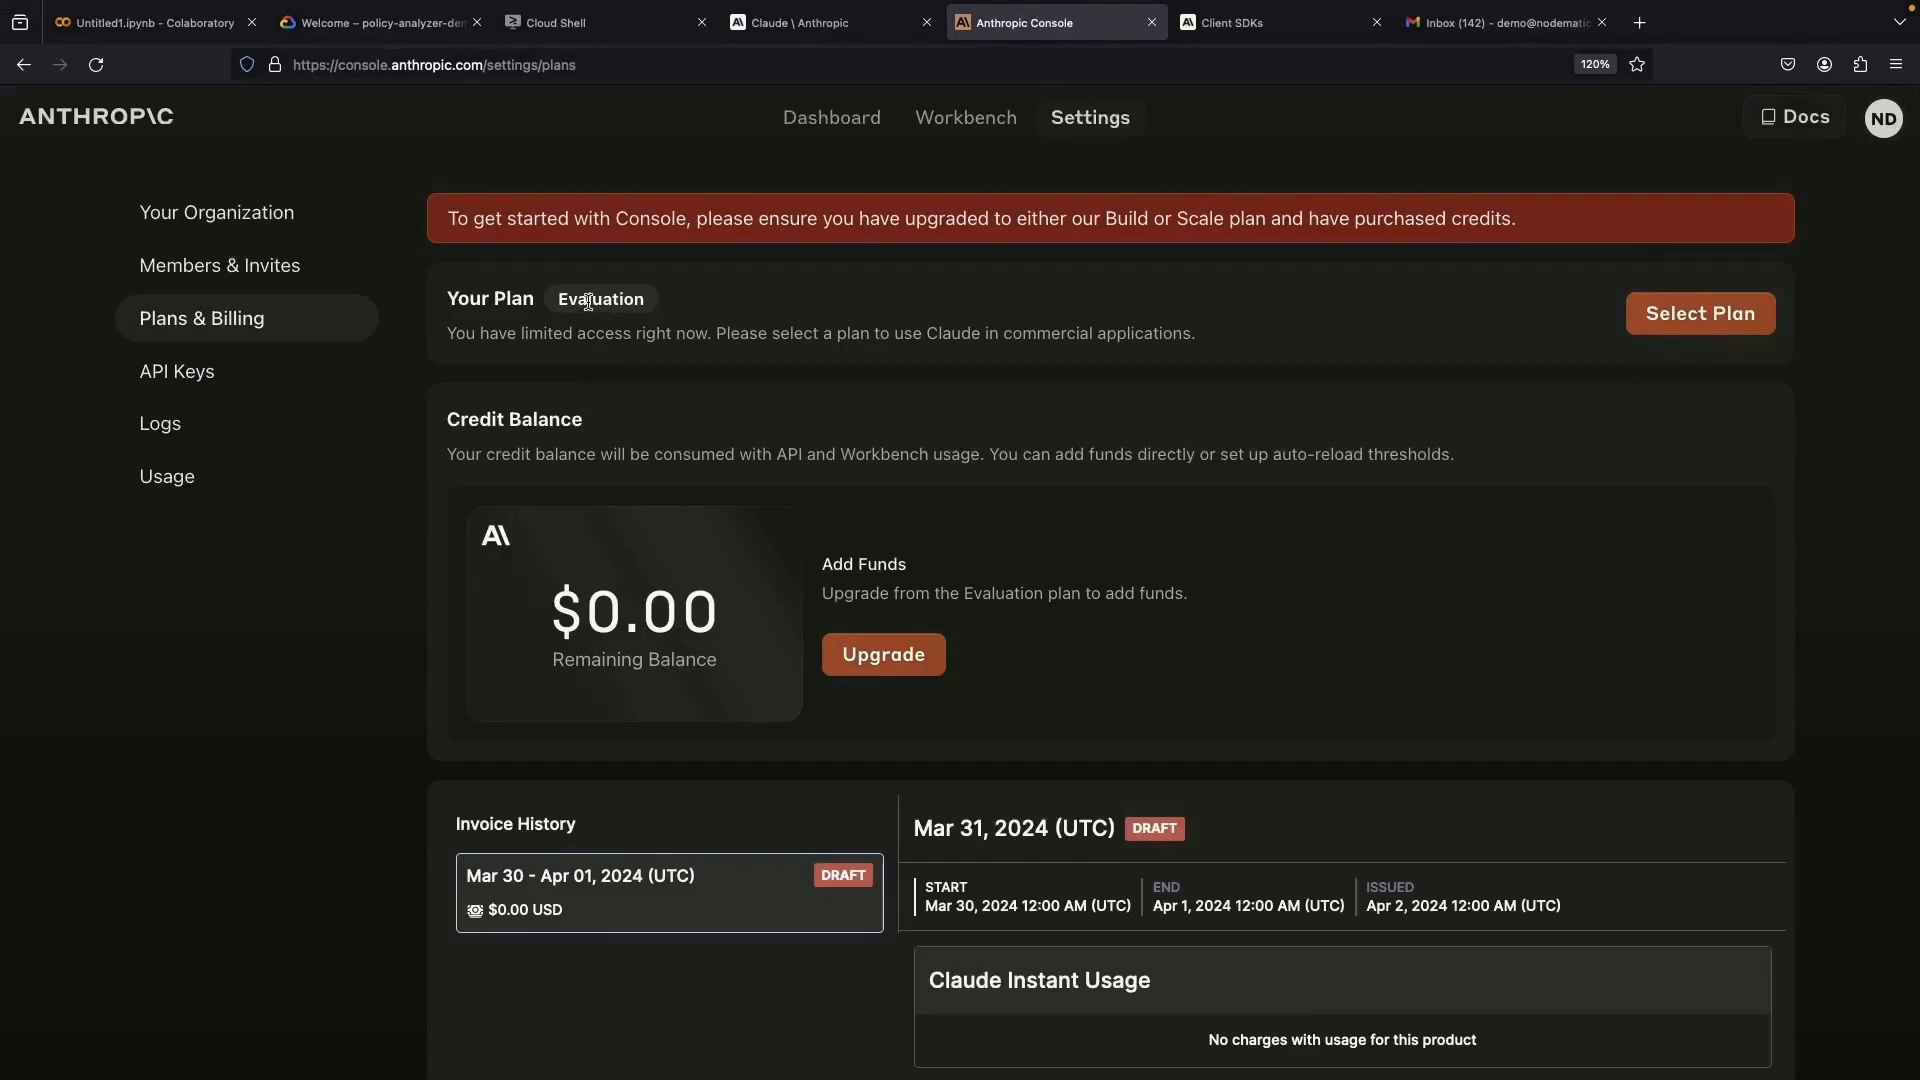 Untitled1.ipynb - Colaboratory
Welcome – policy-analyzer-der
Cloud Shell
Claude \ Anthropic
Anthropic Console
Client SDKs
Inbox (142) - demo@nodematic
https://console.anthropic.com/settings/plans
120%
ANTHROP\C
Dashboard
Workbench
Settings
Docs
ND
Your Organization
Members & Invites
Plans & Billing
API Keys
Logs
Usage
To get started with Console, please ensure you have upgraded to either our Build or Scale plan and have purchased credits.
Your Plan
Evaluation
You have limited access right now. Please select a plan to use Claude in commercial applications.
Select Plan
Credit Balance
Your credit balance will be consumed with API and Workbench usage. You can add funds directly or set up auto-reload thresholds.
A\
$0.00
Remaining Balance
Add Funds
Upgrade from the Evaluation plan to add funds.
Upgrade
Invoice History
Mar 30 - Apr 01, 2024 (UTC)
DRAFT
$0.00 USD
Mar 31, 2024 (UTC)
DRAFT
START
Mar 30, 2024 12:00 AM (UTC)
END
Apr 1, 2024 12:00 AM (UTC)
ISSUED
Apr 2, 2024 12:00 AM (UTC)
Claude Instant Usage
No charges with usage for this product